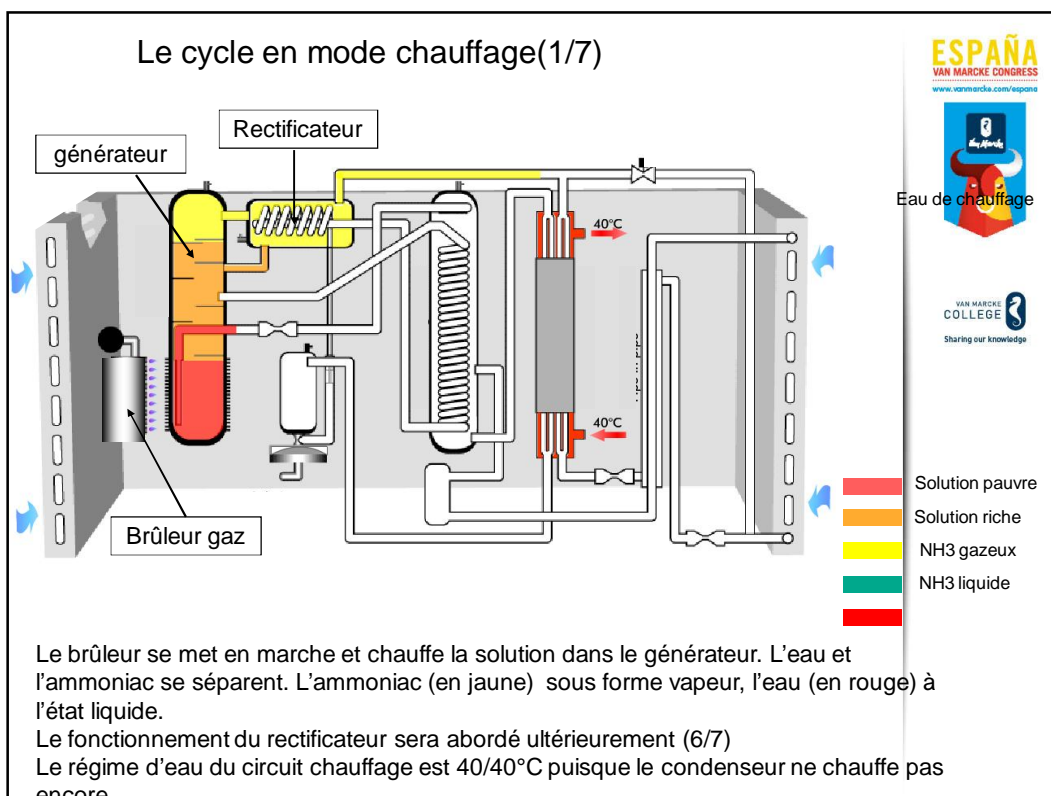 Le cycle en mode chauffage(1/7)
ESPAÑA
VAN MARCKE CONGRESS
www.vanmarcke.com/espana
Van Marcke
Rectificateur
générateur
Eau de chauffage
40°C
VAN MARCKE
COLLEGE
Sharing our knowledge
40°C
Brûleur gaz
Solution pauvre
Solution riche
NH3 gazeux
NH3 liquide
Le brûleur se met en marche et chauffe la solution dans le générateur. L’eau et
l’ammoniac se séparent. L’ammoniac (en jaune) sous forme vapeur, l’eau (en rouge) à
l’état liquide.
Le fonctionnement du rectificateur sera abordé ultérieurement (6/7)
Le régime d’eau du circuit chauffage est 40/40°C puisque le condenseur ne chauffe pas
encore